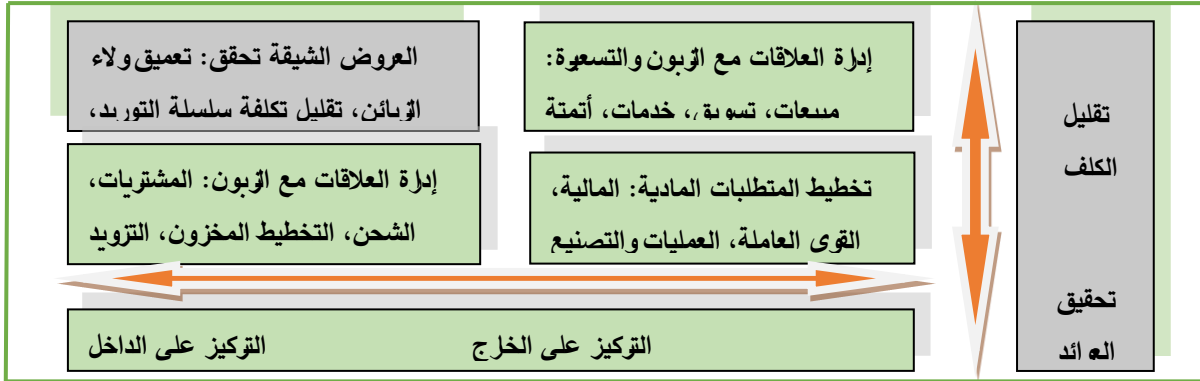 إدارة العلاقات مع الزبون والتسعيرة:
مبيعات، تسويق، خدمات، أتمتة
العروض الشيقة تحقق: تعميق ولاء
الزبائن، تقليل تكلفة سلسلة التوريد،
تخطيط المتطلبات المادية: المالية،
القوى العاملة، العمليات والتصنيع
إدارة العلاقات مع الزبون: المشتريات،
الشحن، التخطيط المخزون، التزويد
تقليل
الكلف
تحقيق
العوائد
التركيز على الخارج
التركيز على الداخل